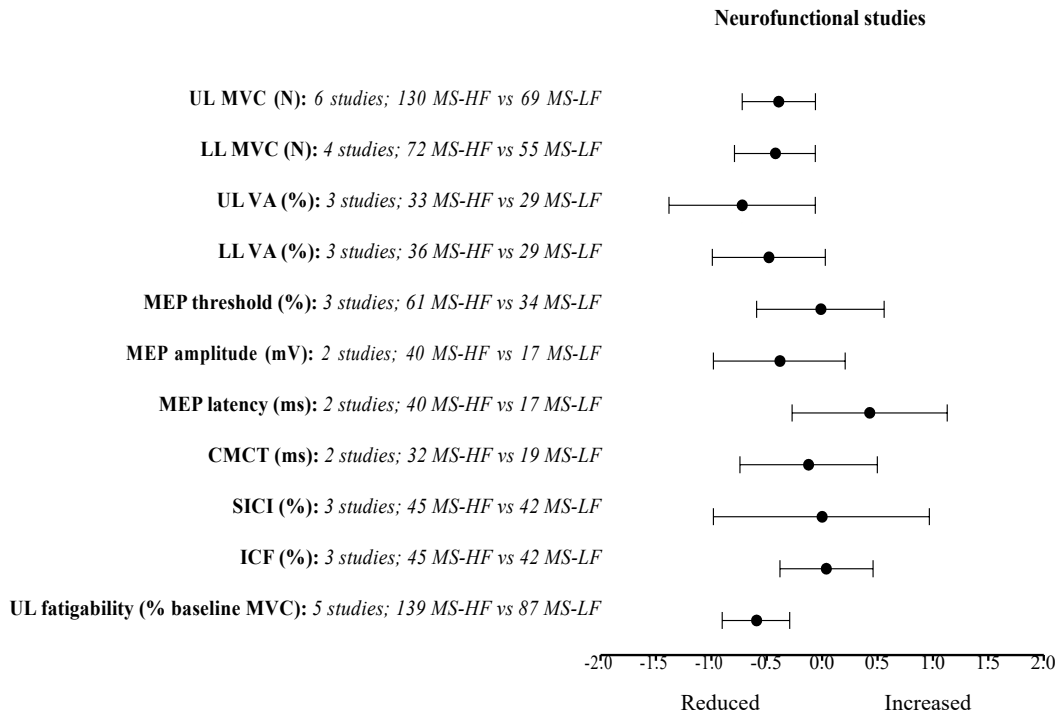 Neurofunctional studies
UL MVC (N): 6 studies; 130 MS-HF vs 69 MS-LF
LL MVC (N): 4 studies; 72 MS-HF vs 55 MS-LF
UL VA (%): 3 studies; 33 MS-HF vs 29 MS-LF
LL VA (%): 3 studies; 36 MS-HF vs 29 MS-LF
MEP threshold (%): 3 studies; 61 MS-HF vs 34 MS-LF
MEP amplitude (mV): 2 studies; 40 MS-HF vs 17 MS-LF
MEP latency (ms): 2 studies; 40 MS-HF vs 17 MS-LF
CMCT (ms): 2 studies; 32 MS-HF vs 19 MS-LF
SICI (%): 3 studies; 45 MS-HF vs 42 MS-LF
ICF (%): 3 studies; 45 MS-HF vs 42 MS-LF
UL fatigability (% baseline MVC): 5 studies; 139 MS-HF vs 87 MS-LF
-2.0 -1.5 -1.0 -0.5 0.0 0.5 1.0 1.5 2.0
Reduced Increased